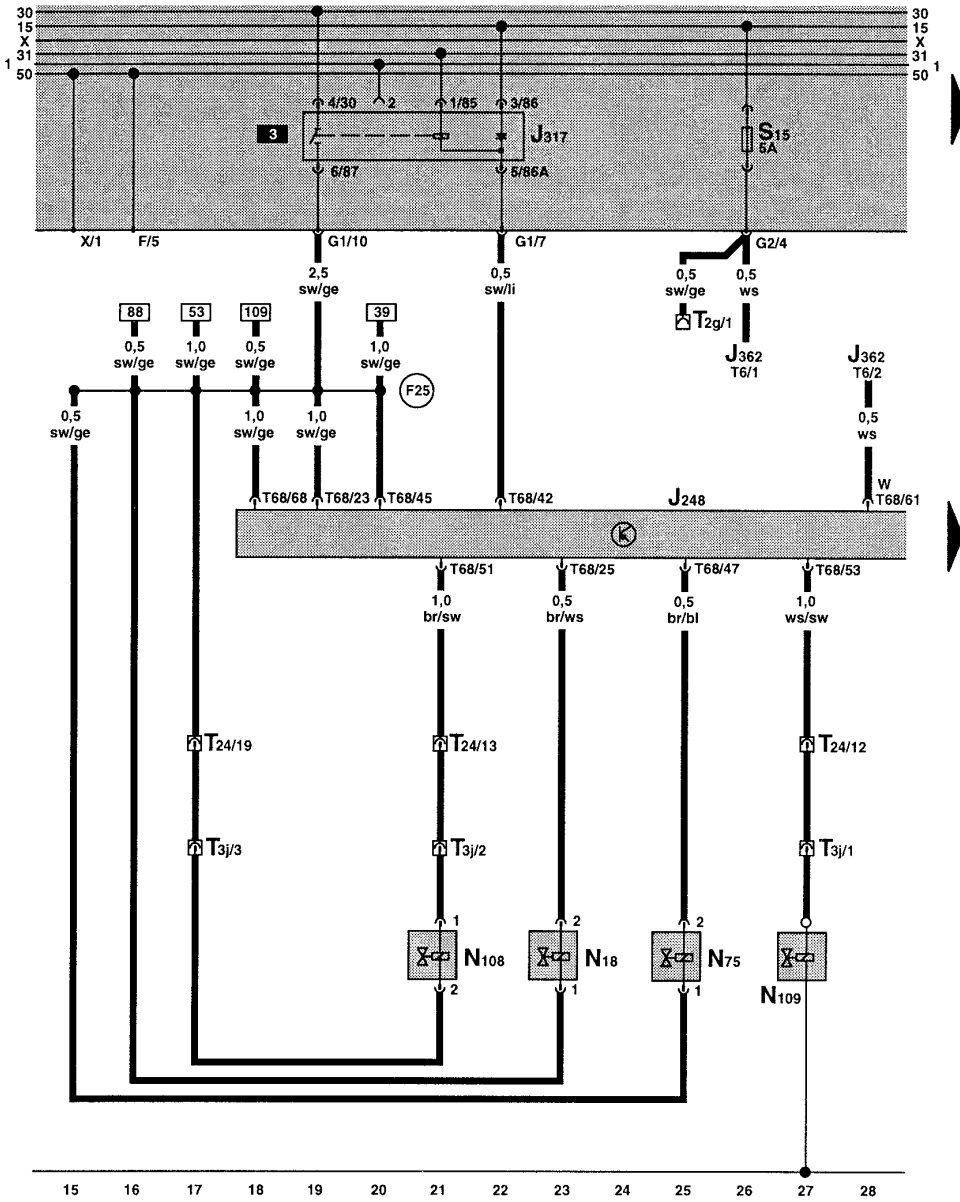 30 30
15 15
X X
31 31
1 1
50 50
4/30 2 1/85 3/86
3 J317 S15
5A
6/87 5/86A
X/1 F/5 G1/10 G1/7 G2/4
2,5 0,5 0,5 0,5
sw/ge sw/li sw/ge ws
88 53 109 39
T2g/1
0,5 1,0 0,5 1,0 J362 J362
sw/ge sw/ge sw/ge sw/ge T6/1 T6/2
F25
0,5 1,0 1,0 0,5
sw/ge sw/ge sw/ge ws
W
T68/68 T68/23 T68/45 T68/42 J248 T68/61
T68/51 T68/25 T68/47 T68/53
1,0 0,5 0,5 1,0
br/sw br/ws br/bl ws/sw
T24/19 T24/13 T24/12
T3j/3 T3j/2 T3j/1
1 2 2
N108 N18 N75
2 1 1 N109
15 16 17 18 19 20 21 22 23 24 25 26 27 28